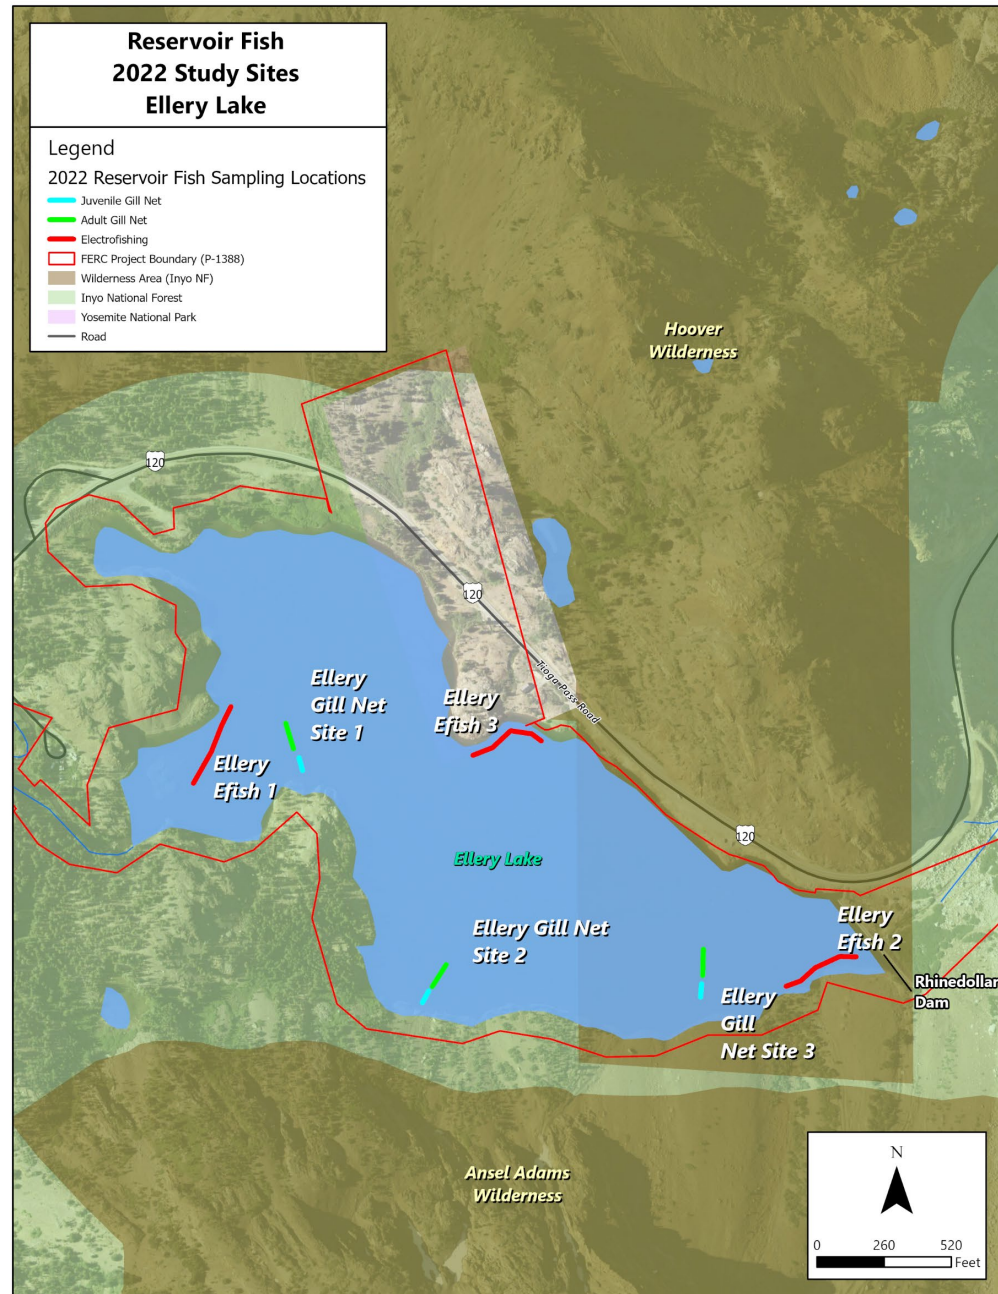 Reservoir Fish
2022 Study Sites
Ellery Lake
Legend
2022 Reservoir Fish Sampling Locations
Juvenile Gill Net
Adult Gill Net
Electrofishing
FERC Project Boundary (P-1388)
Wilderness Area (Inyo NF)
Inyo National Forest
Yosemite National Park
Road
Hoover
Wilderness
120
120
Tioga Pass Road
Ellery
Gill Net
Site 1
Ellery
Efish 3
Ellery
Efish 1
120
Ellery Lake
Ellery
Efish 2
Ellery Gill Net
Site 2
Rhinedollar
Dam
Ellery
Gill
Net Site 3
Ansel Adams
Wilderness
N
0 260 520
Feet